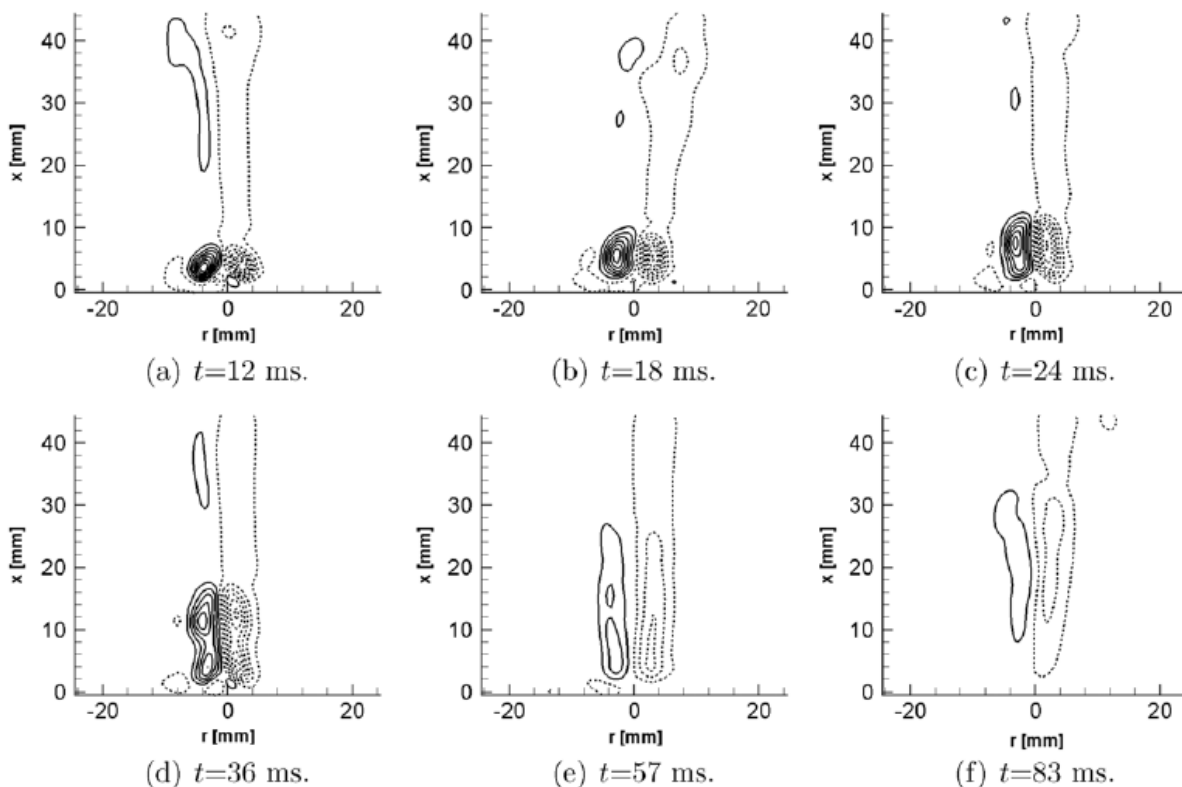 40
30
20
10
0
x [mm]
-20 0 20
r [mm]
(a) t=12 ms.
40
30
20
10
0
x [mm]
-20 0 20
r [mm]
(b) t=18 ms.
40
30
20
10
0
x [mm]
-20 0 20
r [mm]
(c) t=24 ms.
40
30
20
10
0
x [mm]
-20 0 20
r [mm]
(d) t=36 ms.
40
30
20
10
0
x [mm]
-20 0 20
r [mm]
(e) t=57 ms.
40
30
20
10
0
x [mm]
-20 0 20
r [mm]
(f) t=83 ms.